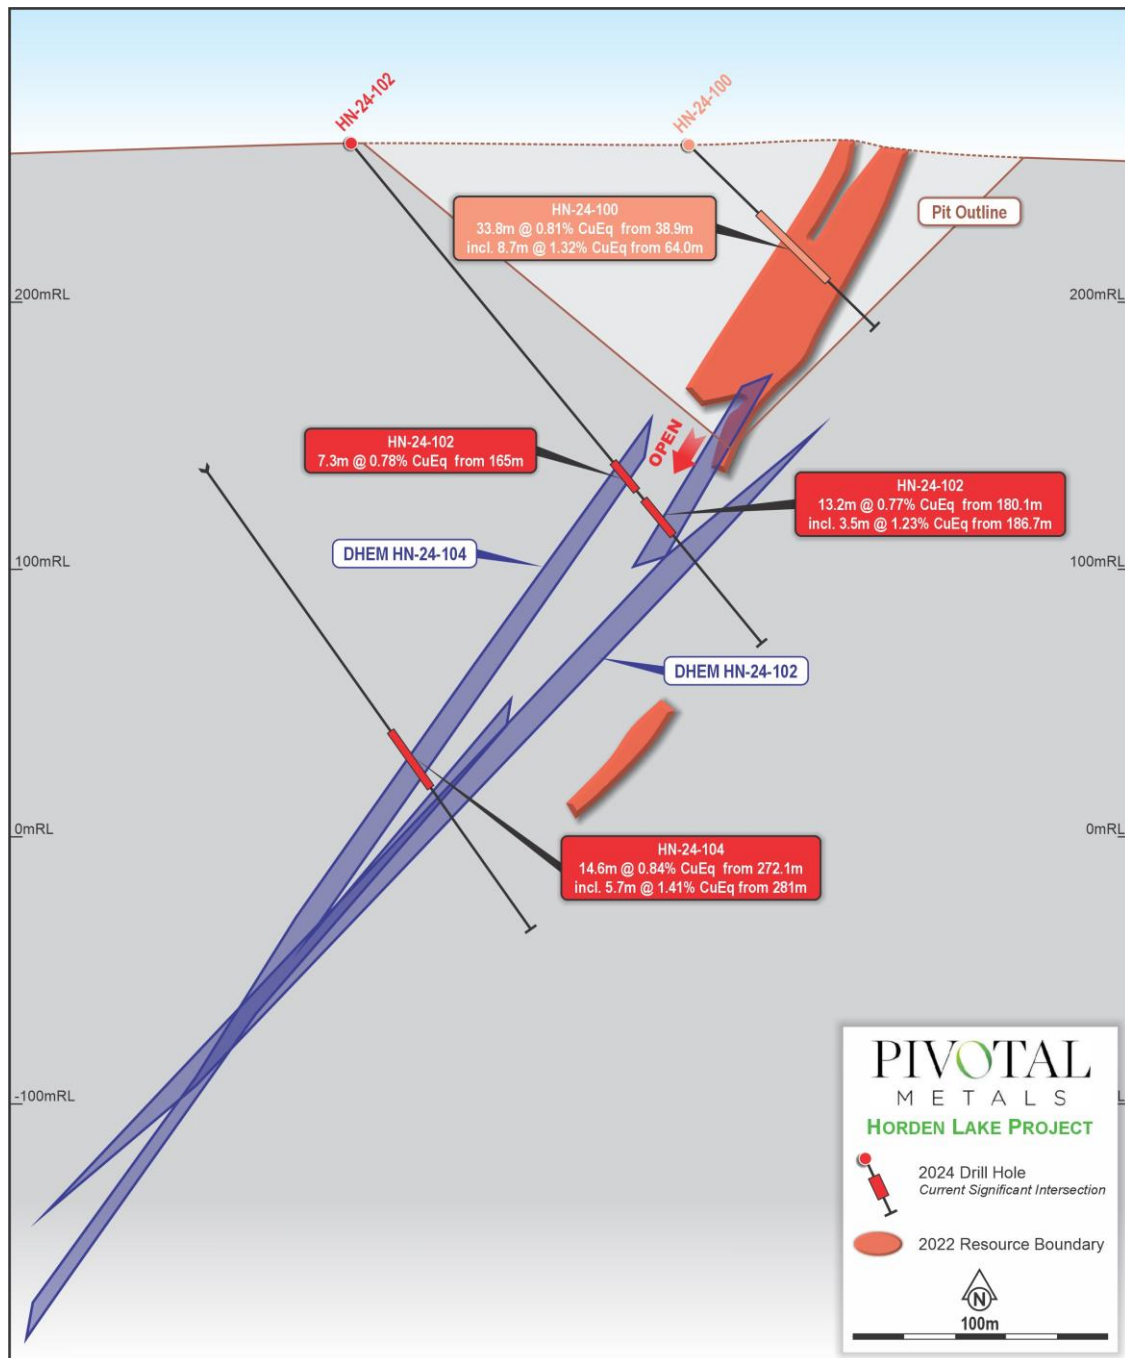 HN-24-102
HN-24-100
HN-24-100
33.8m @ 0.81% CuEq from 38.9m
incl. 8.7m @ 1.32% CuEq from 64.0m
Pit Outline
200mRL
200mRL
OPEN
HN-24-102
7.3m @ 0.78% CuEq from 165m
HN-24-102
13.2m @ 0.77% CuEq from 180.1m
incl. 3.5m @ 1.23% CuEq from 186.7m
DHEM HN-24-104
100mRL
100mRL
DHEM HN-24-102
0mRL
0mRL
HN-24-104
14.6m @ 0.84% CuEq from 272.1m
incl. 5.7m @ 1.41% CuEq from 281m
-100mRL
PIVOTAL
METALS
HORDEN LAKE PROJECT
2024 Drill Hole
Current Significant Intersection
2022 Resource Boundary
N
100m